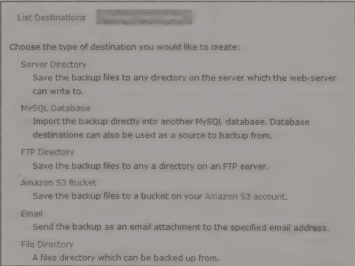 List Destinations
Choose the type of destination you would like to create:
Server Directory
Save the backup files to any directory on the server which the web-server
can write to.
MySQL Database
Import the backup directly into another MySQL database. Database
destinations can also be used as a source to backup from.
FTP Directory
Save the backup files to any a directory on an FTP server.
Amazon S3 Bucket
Save the backup files to a bucket on your Amazon S3 account.
Email
Send the backup as an email attachment to the specified email address.
File Directory
A files directory which can be backed up from.